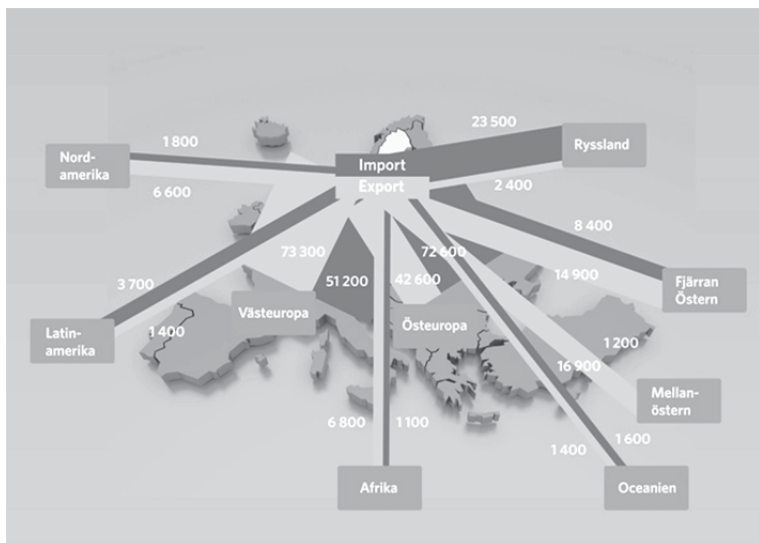 1 800
Nord-
amerika
6 600
23 500
Ryssland
2 400
Import
Export
3 700
Latin-
amerika
1 400
73 300
51 200
42 600
72 600
Västeuropa
Östeuropa
8 400
14 900
Fjärran
Östern
1 200
16 900
Mellan-
östern
6 800
1 100
Afrika
1 400
1 600
Oceanien